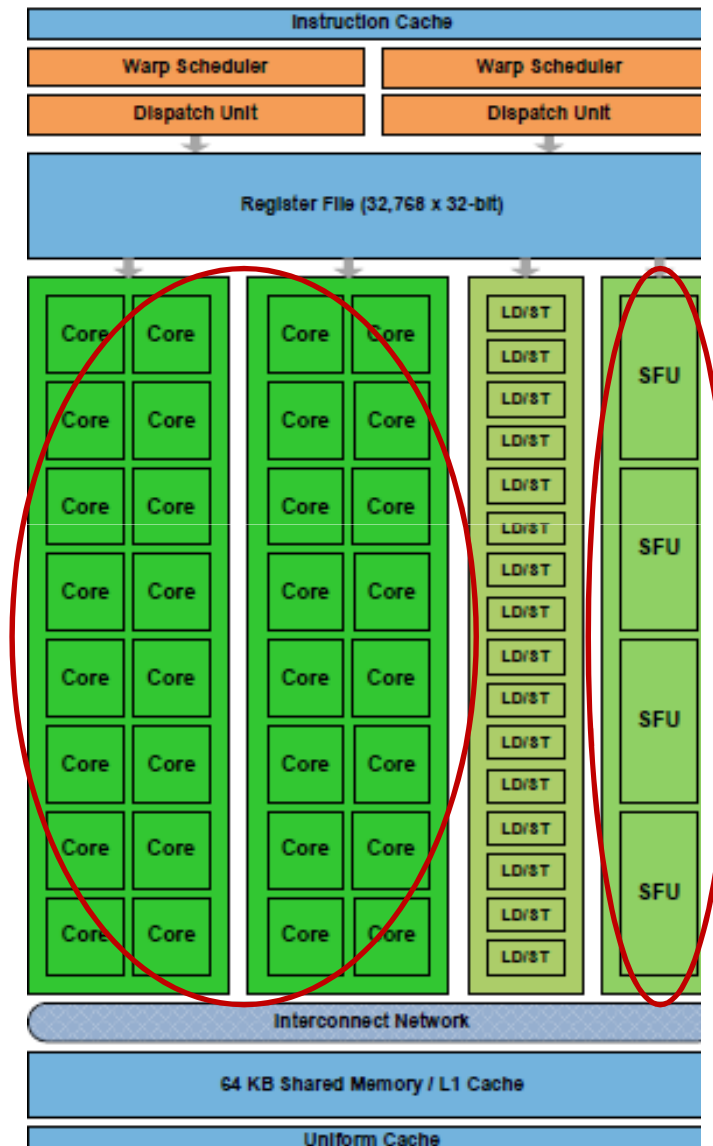 Instruction Cache
Warp Scheduler Warp Scheduler
Dispatch Unit Dispatch Unit
Register File (32,768 x 32-bit)
LD/ST
Core Core Core Core
LD/ST
SFU
LD/ST
Core Core Core Core
LD/ST
LD/ST
Core Core Core Core
LD/ST
SFU
LD/ST
Core Core Core Core
LD/ST
LD/ST
Core Core Core Core
LD/ST
SFU
LD/ST
Core Core Core Core
LD/ST
LD/ST
Core Core Core Core
LD/ST
SFU
LD/ST
Core Core Core Core
LD/ST
Interconnect Network
64 KB Shared Memory / L1 Cache
Uniform Cache